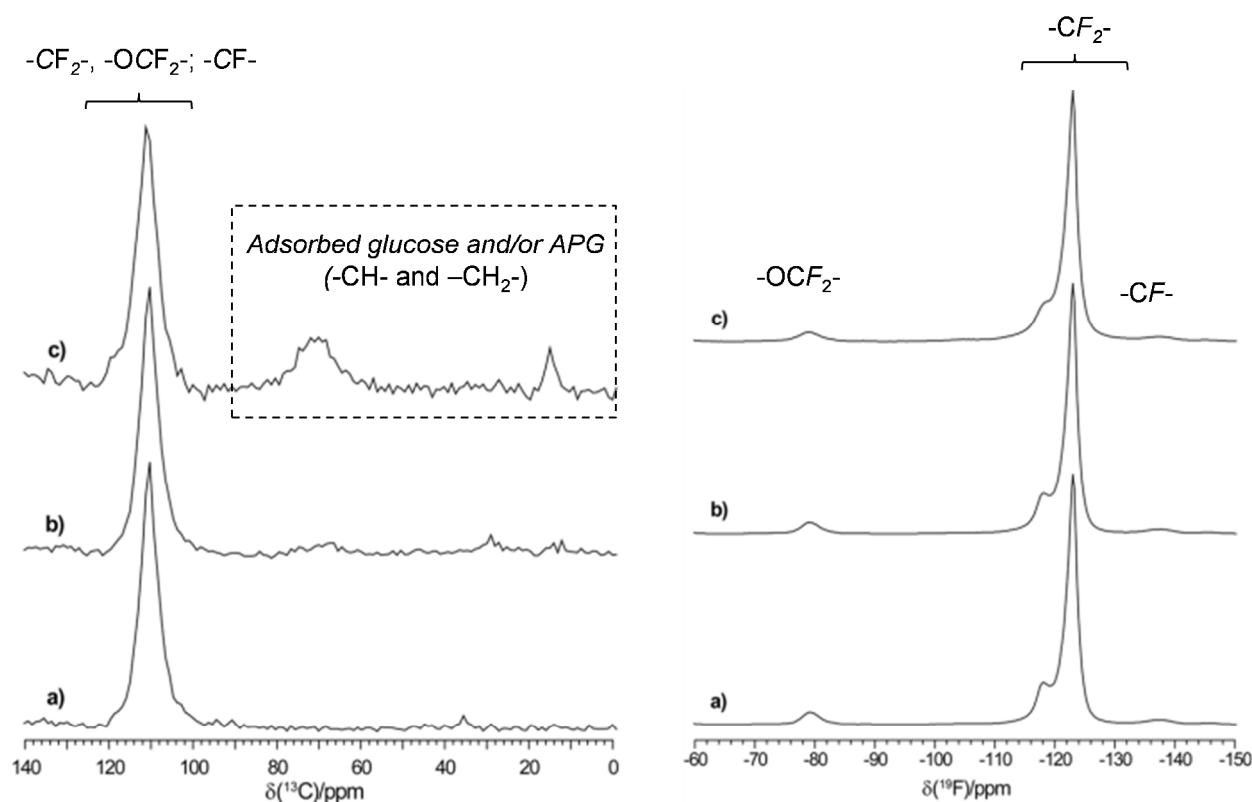 -CF2-, -OCF2-; -CF-
Adsorbed glucose and/or APG
(-CH- and –CH2-)
c)
b)
a)
140 120 100 80 60 40 20 0
δ(13C)/ppm
-CF2-
-OCF2-
-CF-
c)
b)
a)
-60 -70 -80 -90 -100 -110 -120 -130 -140 -150
δ(19F)/ppm